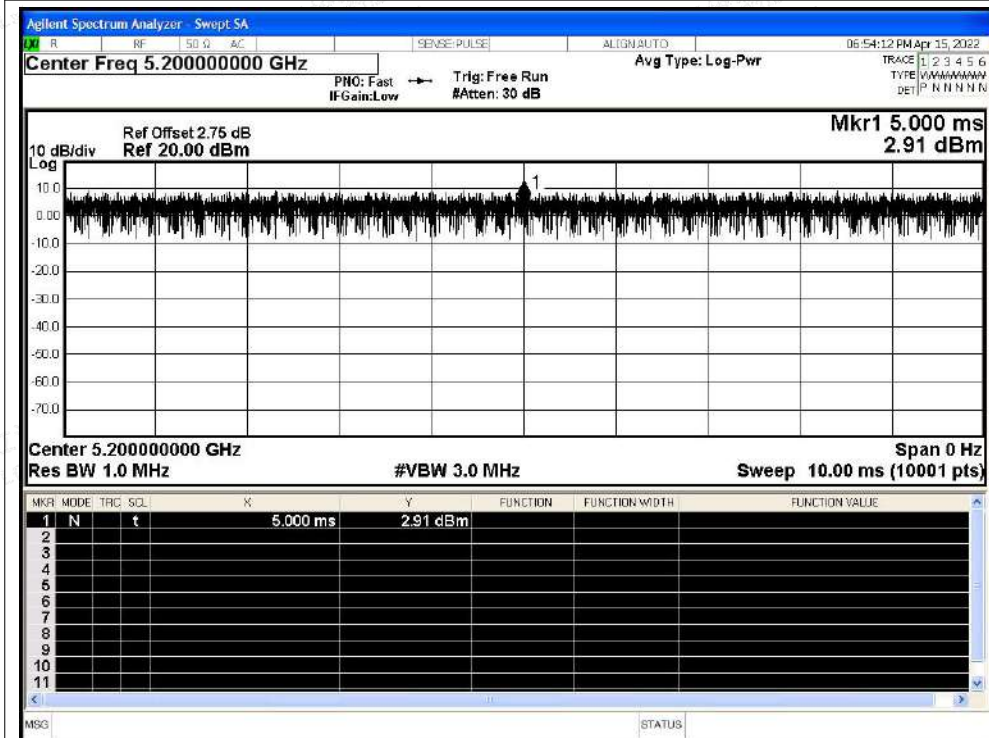 Agilent Spectrum Analyzer - Swept SA
LXI R RF 50 Ω AC SENSE:PULSE ALIGN AUTO 06:54:12 PM Apr 15, 2022
Center Freq 5.200000000 GHz
PNO: Fast
IFGain:Low
Trig: Free Run
#Atten: 30 dB
Avg Type: Log-Pwr
TRACE 1 2 3 4 5 6
TYPE
DET P N N N N N
Mkr1 5.000 ms
2.91 dBm
Ref Offset 2.75 dB
10 dB/div Ref 20.00 dBm
Log
1
10.0
0.00
-10.0
-20.0
-30.0
-40.0
-50.0
-60.0
-70.0
Center 5.200000000 GHz Span 0 Hz
Res BW 1.0 MHz #VBW 3.0 MHz Sweep 10.00 ms (10001 pts)
MKR MODE TRC SCL X Y FUNCTION FUNCTION WIDTH FUNCTION VALUE
1 N t 5.000 ms 2.91 dBm
2
3
4
5
6
7
8
9
10
11
MSG STATUS